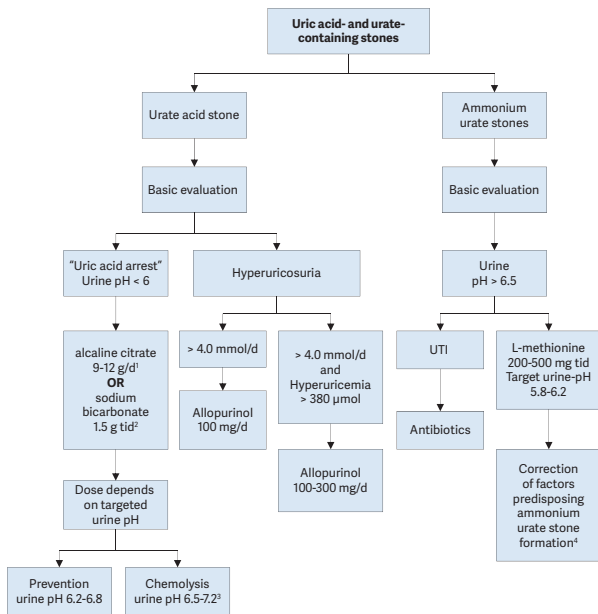 Uric acid- and urate-
containing stones
Urate acid stone
Ammonium
urate stones
Basic evaluation
Basic evaluation
"Uric acid arrest"
Urine pH < 6
Hyperuricosuria
Urine
pH > 6.5
alcaline citrate
9-12 g/d¹
OR
sodium
bicarbonate
1.5 g tid²
> 4.0 mmol/d
> 4.0 mmol/d
and
Hyperuricemia
> 380 µmol
UTI
L-methionine
200-500 mg tid
Target urine-pH
5.8-6.2
Allopurinol
100 mg/d
Antibiotics
Allopurinol
100-300 mg/d
Correction
of factors
predisposing
ammonium
urate stone
formation⁴
Dose depends
on targeted
urine pH
Prevention
urine pH 6.2-6.8
Chemolysis
urine pH 6.5-7.2³